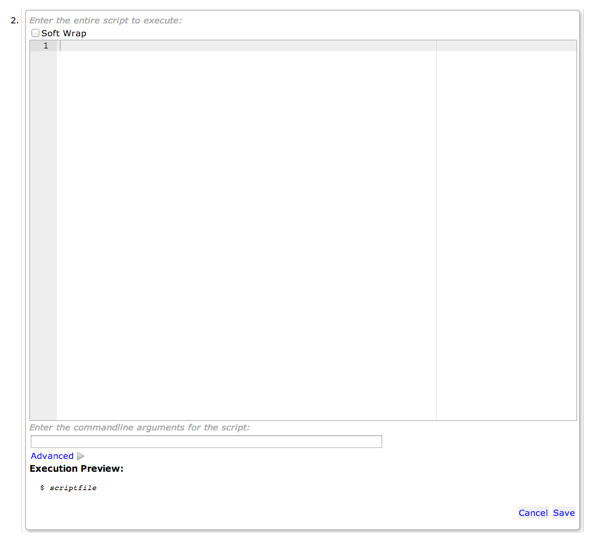 2. Enter the entire script to execute:
Soft Wrap
1
Enter the commandline arguments for the script:
Advanced
Execution Preview:
$ scriptfile
Cancel Save